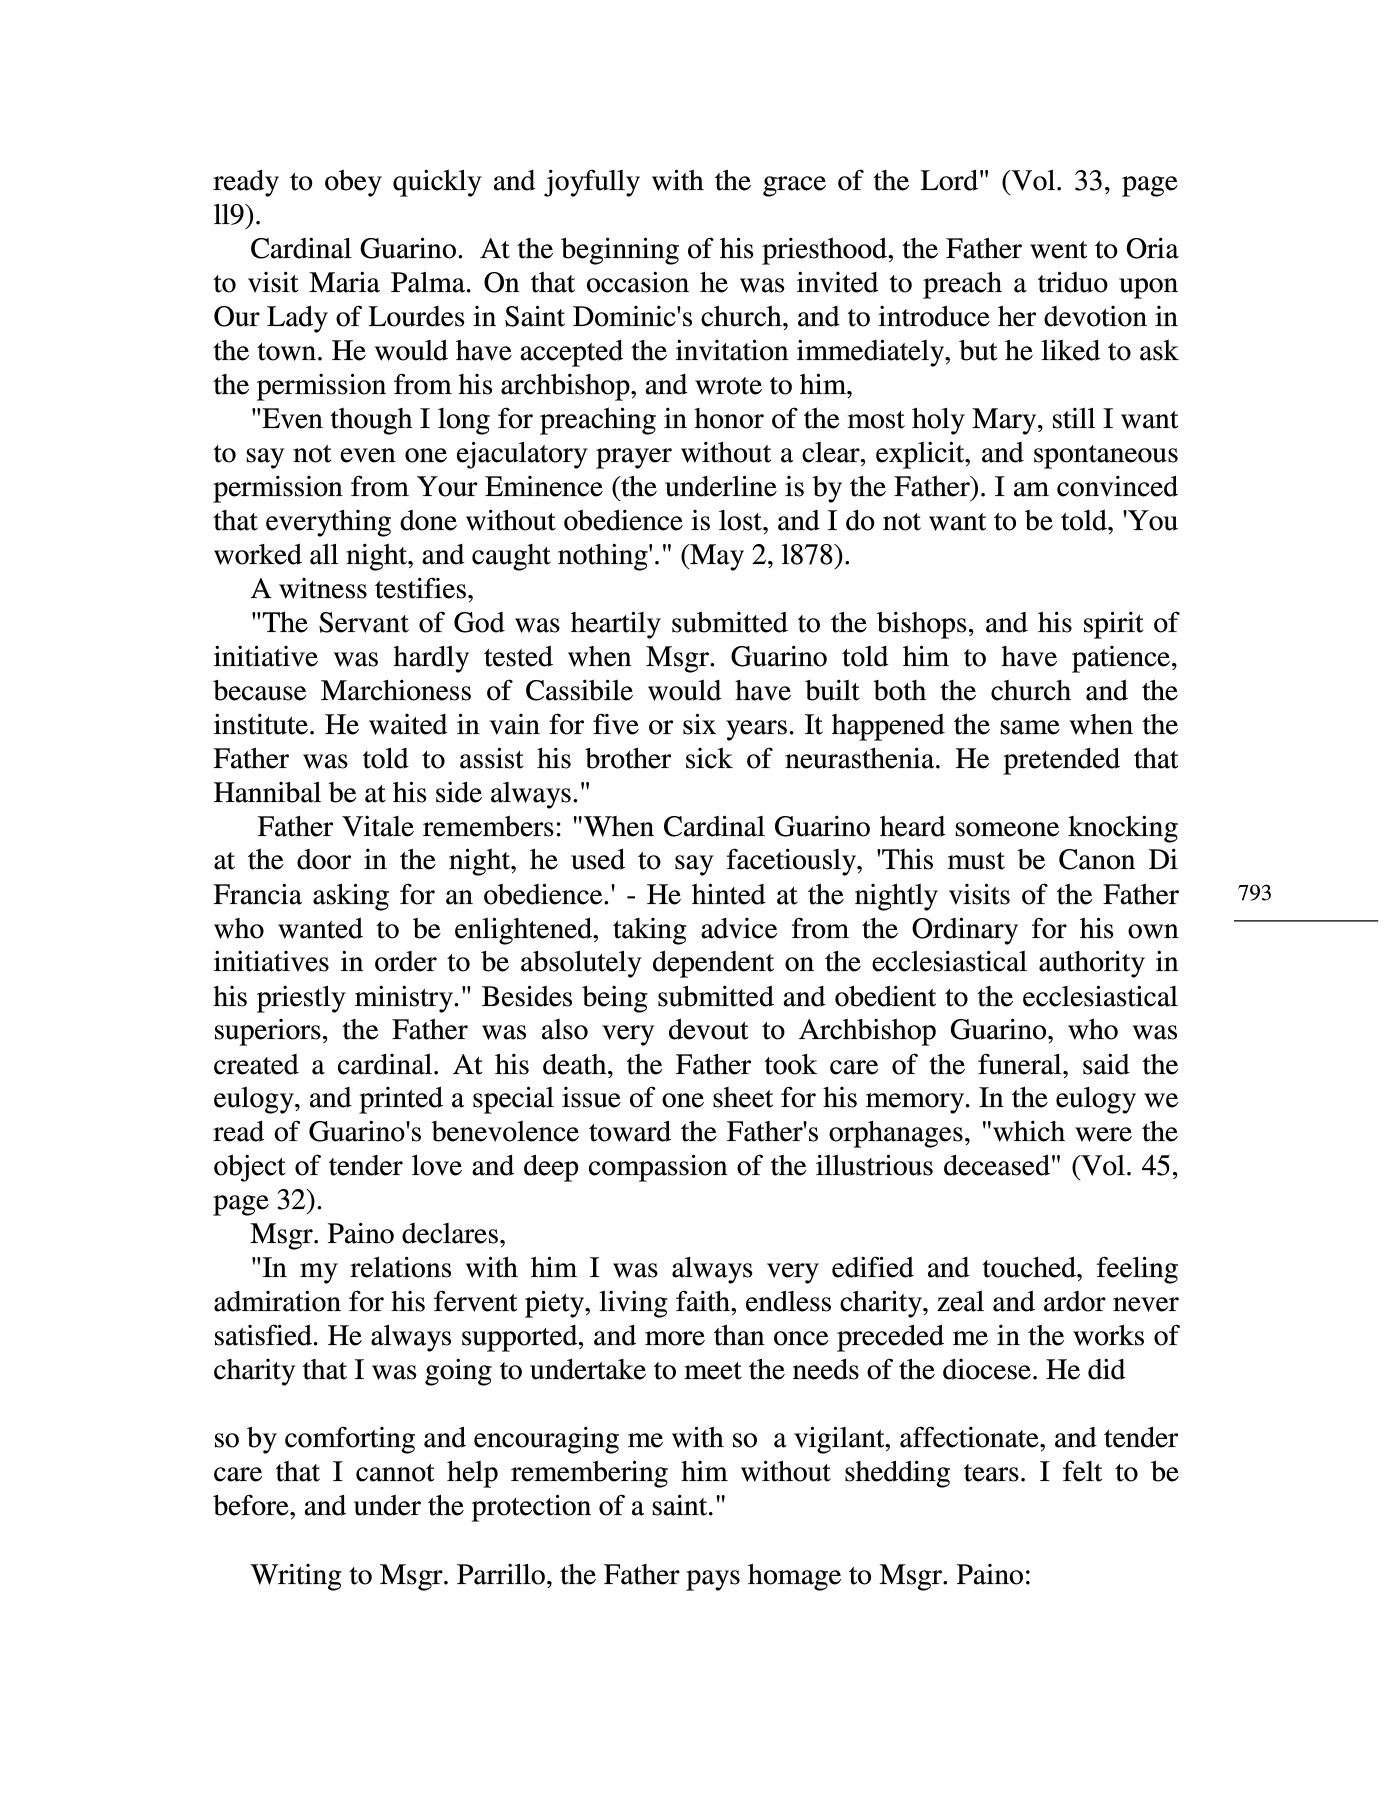 ready to obey quickly and joyfully with the grace of the Lord" (Vol. 33, page
ll9).
Cardinal Guarino.  At the beginning of his priesthood, the Father went to Oria
to visit Maria Palma. On that occasion he was invited to preach a triduo upon
Our Lady of Lourdes in Saint Dominic's church, and to introduce her devotion in
the town. He would have accepted the invitation immediately, but he liked to ask
the permission from his archbishop, and wrote to him,
"Even though I long for preaching in honor of the most holy Mary, still I want
to say not even one ejaculatory prayer without a clear, explicit, and spontaneous
permission from Your Eminence (the underline is by the Father). I am convinced
that everything done without obedience is lost, and I do not want to be told, 'You
worked all night, and caught nothing'." (May 2, l878).
A witness testifies,
"The Servant of God was heartily submitted to the bishops, and his spirit of
initiative was hardly tested when Msgr. Guarino told him to have patience,
because Marchioness of Cassibile would have built both the church and the
institute. He waited in vain for five or six years. It happened the same when the
Father was told to assist his brother sick of neurasthenia. He pretended that
Hannibal be at his side always."
Father Vitale remembers: "When Cardinal Guarino heard someone knocking
at the door in the night, he used to say facetiously, 'This must be Canon Di
Francia asking for an obedience.' - He hinted at the nightly visits of the Father
who wanted to be enlightened, taking advice from the Ordinary for his own
initiatives in order to be absolutely dependent on the ecclesiastical authority in
his priestly ministry." Besides being submitted and obedient to the ecclesiastical
superiors, the Father was also very devout to Archbishop Guarino, who was
created a cardinal. At his death, the Father took care of the funeral, said the
eulogy, and printed a special issue of one sheet for his memory. In the eulogy we
read of Guarino's benevolence toward the Father's orphanages, "which were the
object of tender love and deep compassion of the illustrious deceased" (Vol. 45,
page 32).
Msgr. Paino declares,
"In my relations with him I was always very edified and touched, feeling
admiration for his fervent piety, living faith, endless charity, zeal and ardor never
satisfied. He always supported, and more than once preceded me in the works of
charity that I was going to undertake to meet the needs of the diocese. He did
so by comforting and encouraging me with so  a vigilant, affectionate, and tender
care that I cannot help remembering him without shedding tears. I felt to be
before, and under the protection of a saint."
Writing to Msgr. Parrillo, the Father pays homage to Msgr. Paino:
793